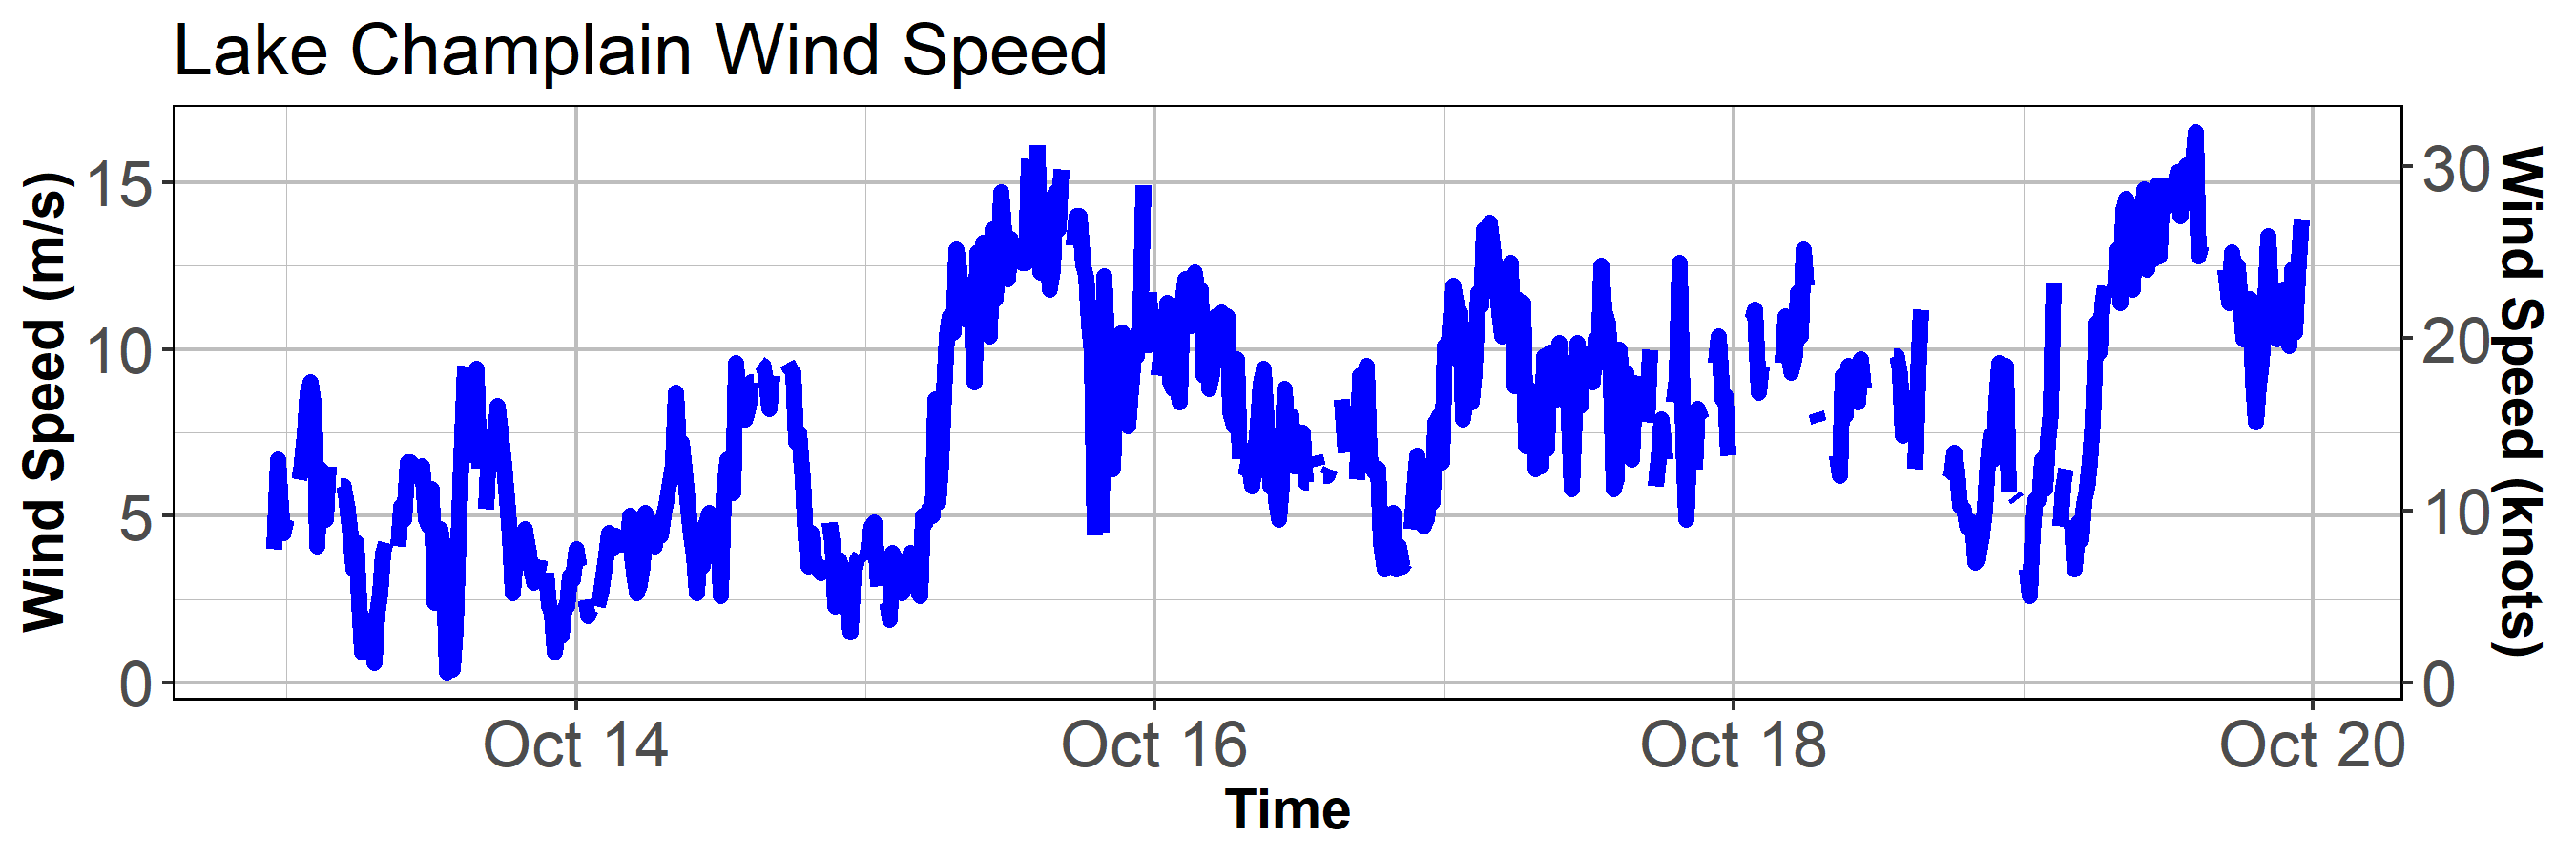 Lake Champlain Wind Speed
Wind Speed (m/s)
15
10
5
0
30
20
10
0
Wind Speed (knots)
Oct 14
Oct 16
Oct 18
Oct 20
Time